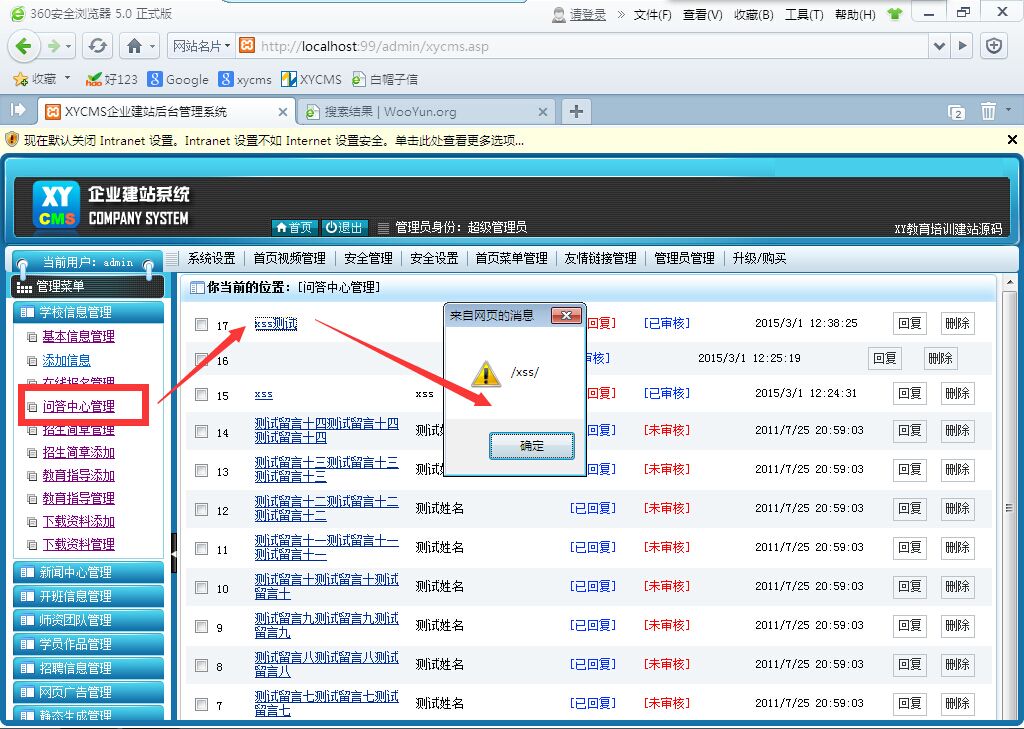 360安全浏览器 5.0 正式版
请登录 » 文件(F) 查看(V) 收藏(B) 工具(T) 帮助(H)
网站名片 http://localhost:99/admin/xycms.asp
收藏 好123 Google xycms XYCMS 白帽子信
XYCMS企业建站后台管理系统 搜索结果 | WooYun.org
2
现在默认关闭 Intranet 设置。Intranet 设置不如 Internet 设置安全。单击此处查看更多选项...
XY 企业建站系统
CMS COMPANY SYSTEM
首页 退出 管理员身份：超级管理员 XY教育培训建站源码
当前用户：admin
系统设置 首页视频管理 安全管理 安全设置 首页菜单管理 友情链接管理 管理员管理 升级/购买
管理菜单
学校信息管理
基本信息管理
添加信息
在线报名管理
问答中心管理
招生简章管理
招生简章添加
教育指导添加
教育指导管理
下载资料添加
下载资料管理
新闻中心管理
开班信息管理
师资团队管理
学员作品管理
招聘信息管理
网页广告管理
静态生成管理
你当前的位置：[问答中心管理]
17 xss测试 回复] [已审核] 2015/3/1 12:38:25 回复 删除
16 审核] 2015/3/1 12:25:19 回复 删除
15 xss xss 回复] [已审核] 2015/3/1 12:24:31 回复 删除
14 测试留言十四测试留言十四
测试留言十四 测试 回复] [未审核] 2011/7/25 20:59:03 回复 删除
13 测试留言十三测试留言十三
测试留言十三 测试 回复] [未审核] 2011/7/25 20:59:03 回复 删除
12 测试留言十二测试留言十二
测试留言十二 测试姓名 [已回复] [未审核] 2011/7/25 20:59:03 回复 删除
11 测试留言十一测试留言十一
测试留言十一 测试姓名 [已回复] [未审核] 2011/7/25 20:59:03 回复 删除
10 测试留言十测试留言十测试
留言十 测试姓名 [已回复] [未审核] 2011/7/25 20:59:03 回复 删除
9 测试留言九测试留言九测试
留言九 测试姓名 [已回复] [未审核] 2011/7/25 20:59:03 回复 删除
8 测试留言八测试留言八测试
留言八 测试姓名 [已回复] [未审核] 2011/7/25 20:59:03 回复 删除
7 测试留言七测试留言七测试
留言七 测试姓名 [已回复] [未审核] 2011/7/25 20:59:03 回复 删除
来自网页的消息
/xss/
确定